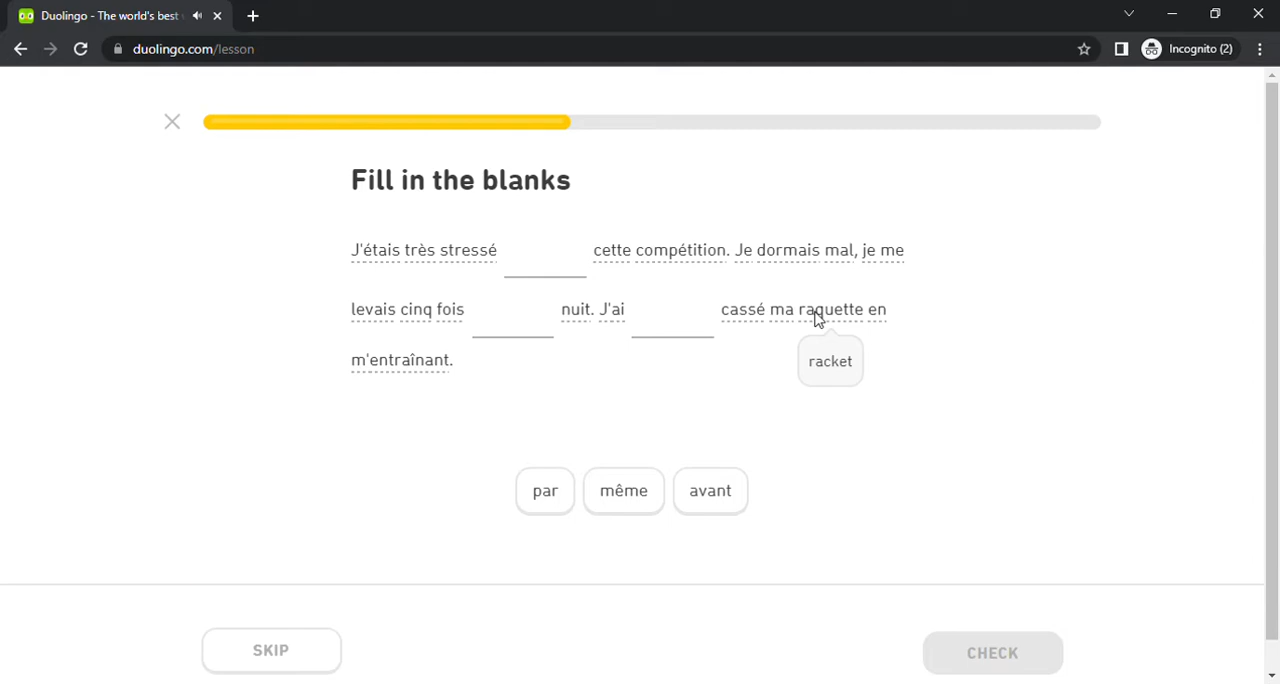 Duolingo - The world's best
duolingo.com/lesson
Incognito (2)
Fill in the blanks
J'étais très stressé cette compétition. Je dormais mal, je me
levais cinq fois nuit. J'ai cassé ma raquette en
m'entraînant.
racket
par même avant
SKIP CHECK